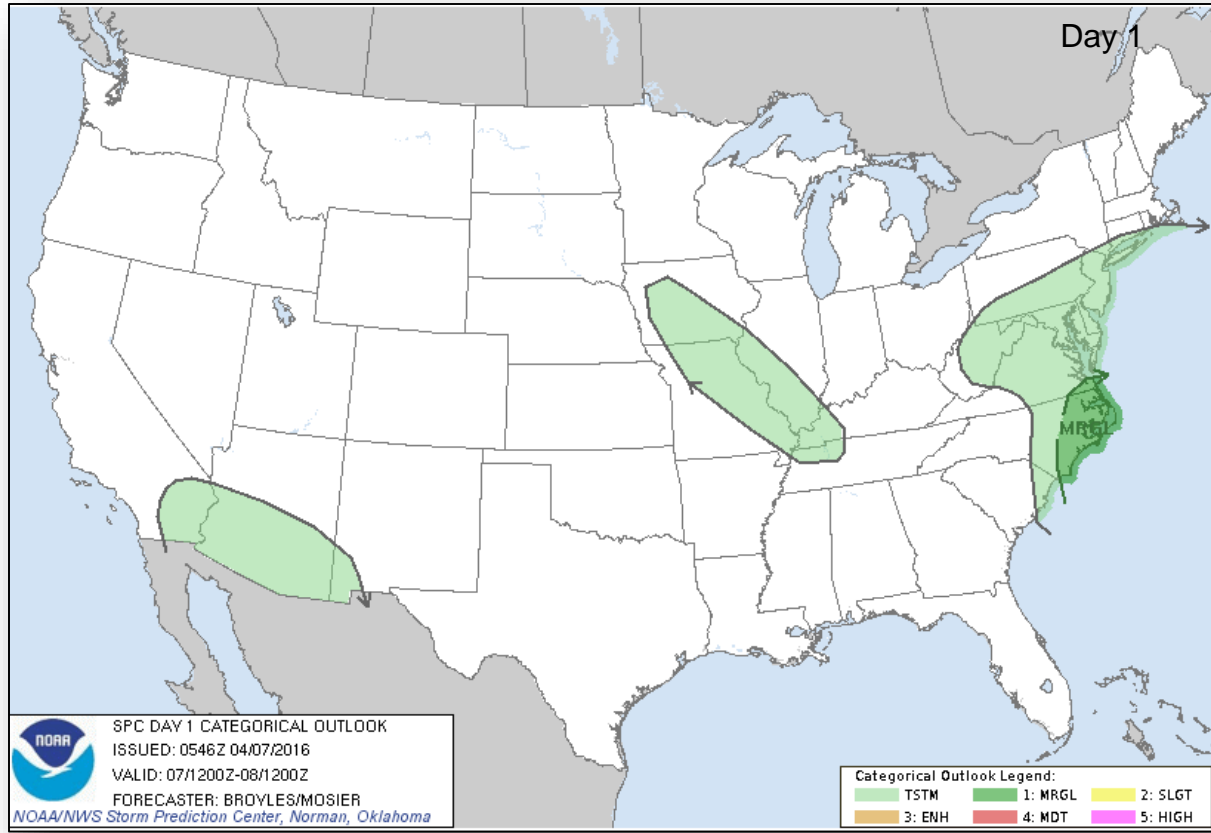 Day 1
MRGL
NOAA
SPC DAY 1 CATEGORICAL OUTLOOK
ISSUED: 0546Z 04/07/2016
VALID: 07/1200Z-08/1200Z
FORECASTER: BROYLES/MOSIER
NOAA/NWS Storm Prediction Center, Norman, Oklahoma
Categorical Outlook Legend:
TSTM 1: MRGL 2: SLGT
3: ENH 4: MDT 5: HIGH